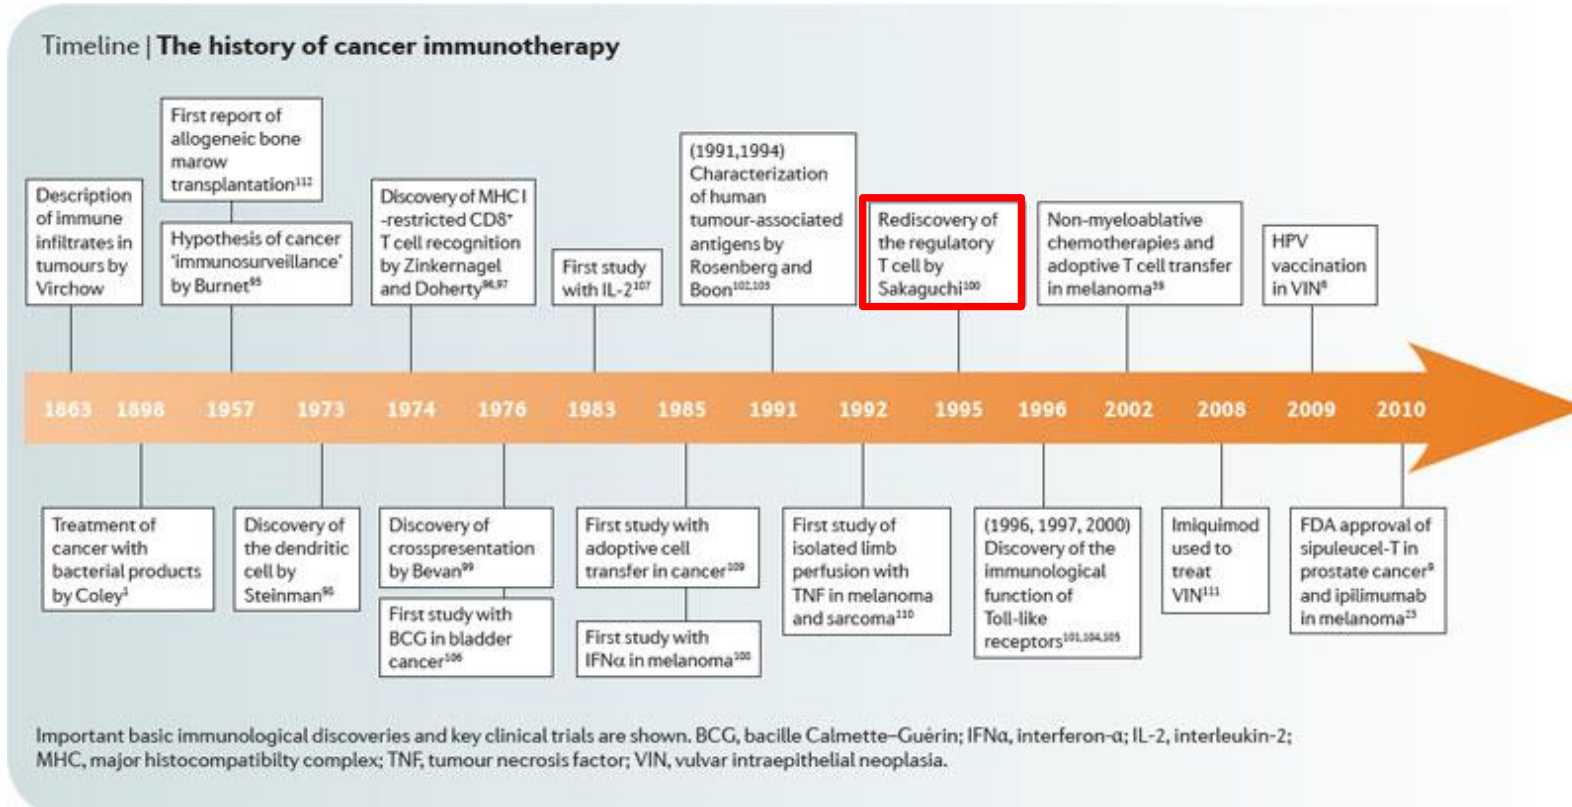 Timeline | The history of cancer immunotherapy
First report of
allogeneic bone
marow
transplantation¹¹²
Description
of immune
infiltrates in
tumours by
Virchow
Hypothesis of cancer
'immunosurveillance'
by Burnet⁹⁵
Discovery of MHC I
-restricted CD8⁺
T cell recognition
by Zinkernagel
and Doherty⁹⁶,⁹⁷
First study
with IL-2¹⁰⁷
(1991,1994)
Characterization
of human
tumour-associated
antigens by
Rosenberg and
Boon¹⁰²,¹⁰³
Rediscovery of
the regulatory
T cell by
Sakaguchi¹⁰⁰
Non-myeloablative
chemotherapies and
adoptive T cell transfer
in melanoma³⁹
HPV
vaccination
in VIN⁸
1863 1898 1957 1973 1974 1976 1983 1985 1991 1992 1995 1996 2002 2008 2009 2010
Treatment of
cancer with
bacterial products
by Coley¹
Discovery of
the dendritic
cell by
Steinman⁹⁸
Discovery of
crosspresentation
by Bevan⁹⁹
First study with
BCG in bladder
cancer¹⁰⁶
First study with
adoptive cell
transfer in cancer¹⁰⁹
First study with
IFNα in melanoma¹⁰⁰
First study of
isolated limb
perfusion with
TNF in melanoma
and sarcoma¹¹⁰
(1996, 1997, 2000)
Discovery of the
immunological
function of
Toll-like
receptors¹⁰¹,¹⁰⁴,¹⁰⁵
Imiquimod
used to
treat
VIN¹¹¹
FDA approval of
sipuleucel-T in
prostate cancer⁹
and ipilimumab
in melanoma²³
Important basic immunological discoveries and key clinical trials are shown. BCG, bacille Calmette–Guérin; IFNα, interferon-α; IL-2, interleukin-2;
MHC, major histocompatibilty complex; TNF, tumour necrosis factor; VIN, vulvar intraepithelial neoplasia.